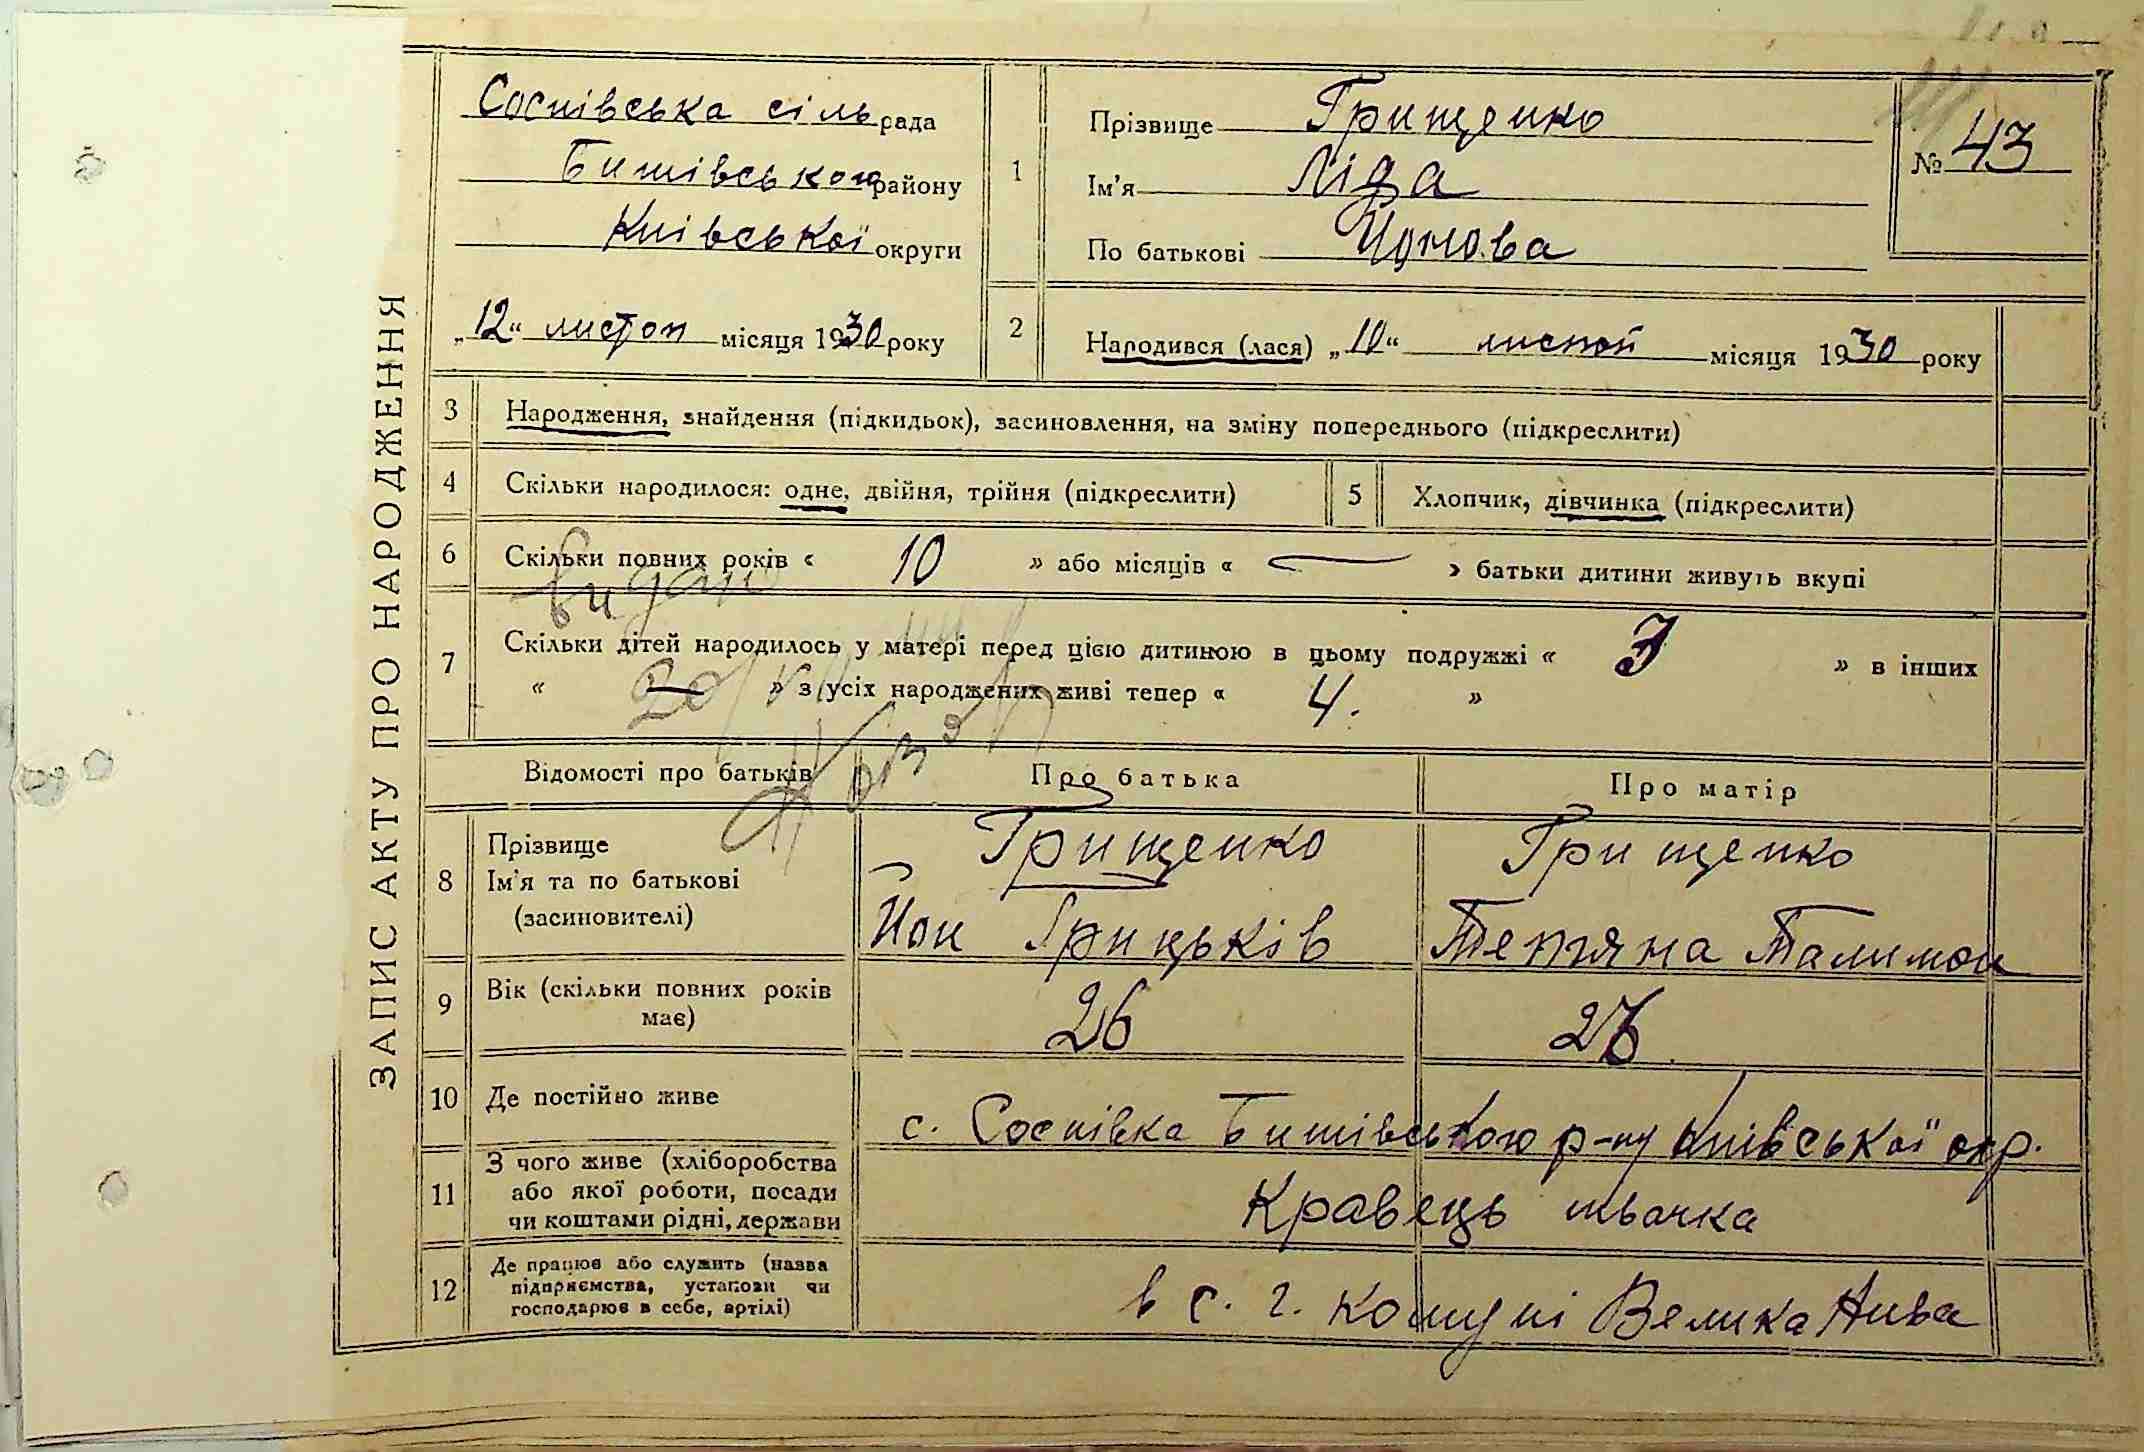 ЗАПИС АКТУ ПРО НАРОДЖЕННЯ
Соснівська сіль рада
Бишівського району
Київської округи
„12“ листоп місяця 1930 року
1
Прізвище Грищенко
Ім'я Ліда
По батькові Йонова
№ 43
2
Народився (лася) „10“ листоп місяця 1930 року
3 Народження, знайдення (підкидьок), засиновлення, на зміну попереднього (підкреслити)
4 Скільки народилося: одне, двійня, трійня (підкреслити)
5 Хлопчик, дівчинка (підкреслити)
6 Скільки повних років « 10 » або місяців « — » батьки дитини живуть вкупі
видано
7 Скільки дітей народилось у матері перед цією дитиною в цьому подружжі « 3 » в інших
« — » з усіх народжених живі тепер « 4. »
Відомості про батьків Про батька Про матір
8 Прізвище
Ім'я та по батькові
(засиновителі)
Грищенко
Йон Грицьків
Грищенко
Тетяна Талимон
9 Вік (скільки повних років
має)
26
27
10 Де постійно живе
с. Соснівка Бишівського р-ну Київської окр.
11 З чого живе (хліборобства
або якої роботи, посади
чи коштами рідні, держави
Кравець швачка
12 Де працює або служить (назва
підприємства, установи чи
господарює в себе, артілі)
в с. г. комуні Велика Нива